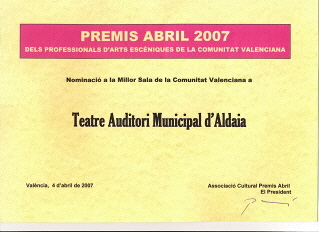 PREMIS ABRIL 2007
DELS PROFESSIONALS D'ARTS ESCÈNIQUES DE LA COMUNITAT VALENCIANA
Nominació a la Millor Sala de la Comunitat Valenciana a
Teatre Auditori Municipal d'Aldaia
València, 4 d'abril de 2007
Associació Cultural Premis Abril
El President